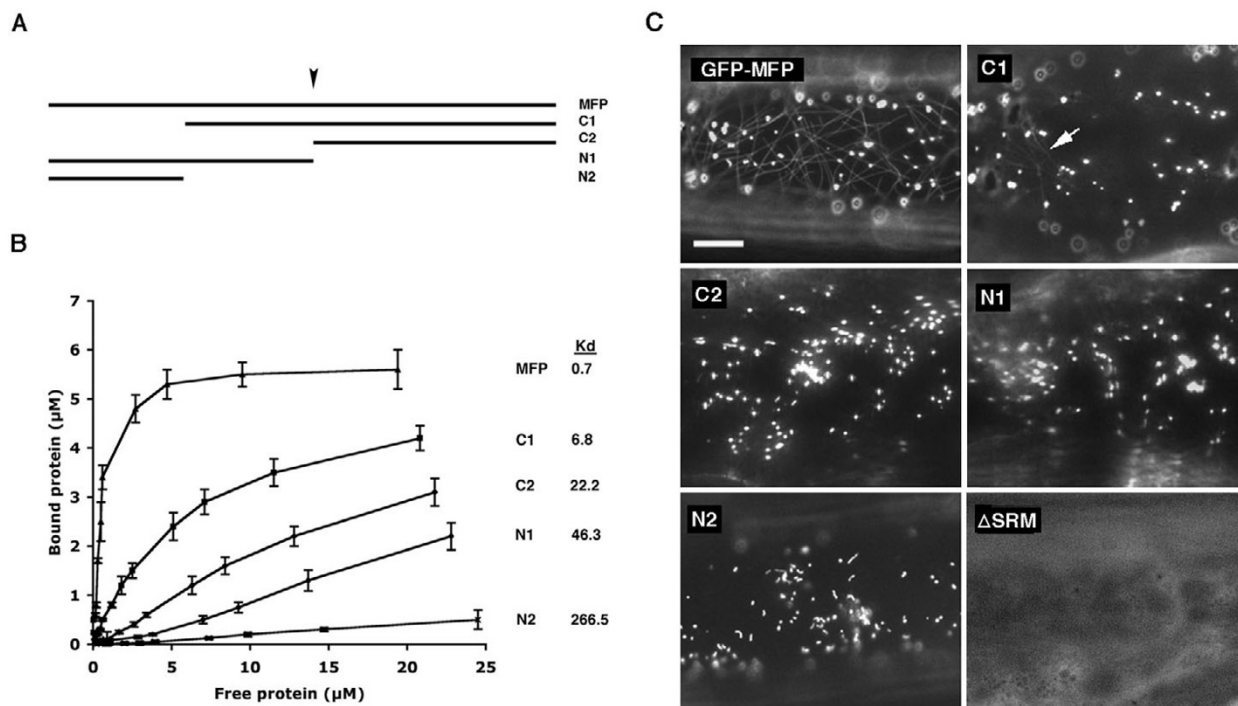 A
MFP
C1
C2
N1
N2
B
Bound protein (µM)
7
6
5
4
3
2
1
0
0
5
10
15
20
25
Free protein (µM)
Kd
MFP 0.7
C1 6.8
C2 22.2
N1 46.3
N2 266.5
C
GFP-MFP
C1
C2
N1
N2
ΔSRM